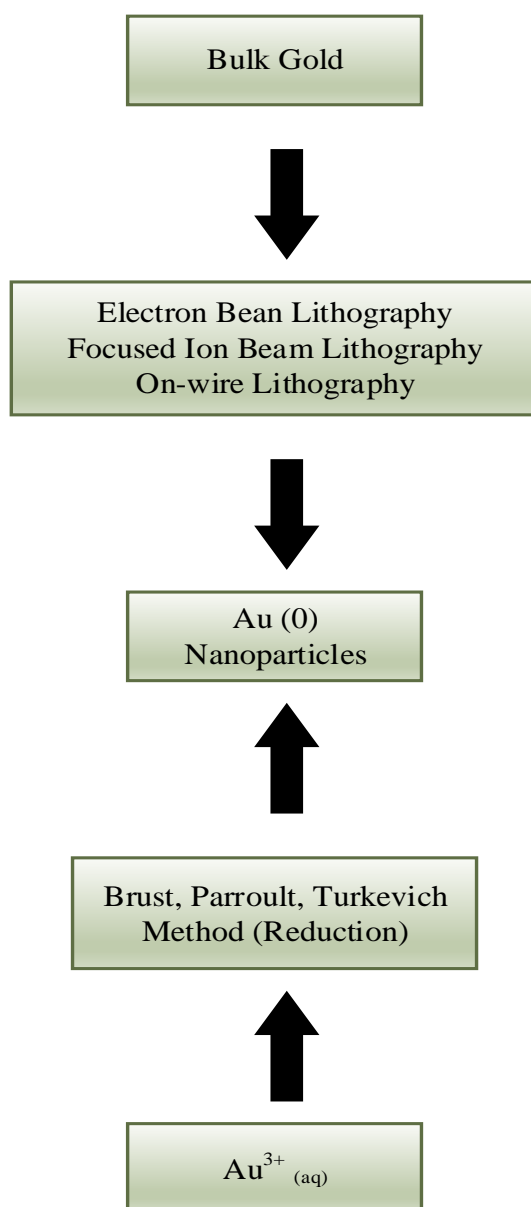 Bulk Gold
Electron Bean Lithography
Focused Ion Beam Lithography
On-wire Lithography
Au (0)
Nanoparticles
Brust, Parroult, Turkevich
Method (Reduction)
Au³⁺ (aq)